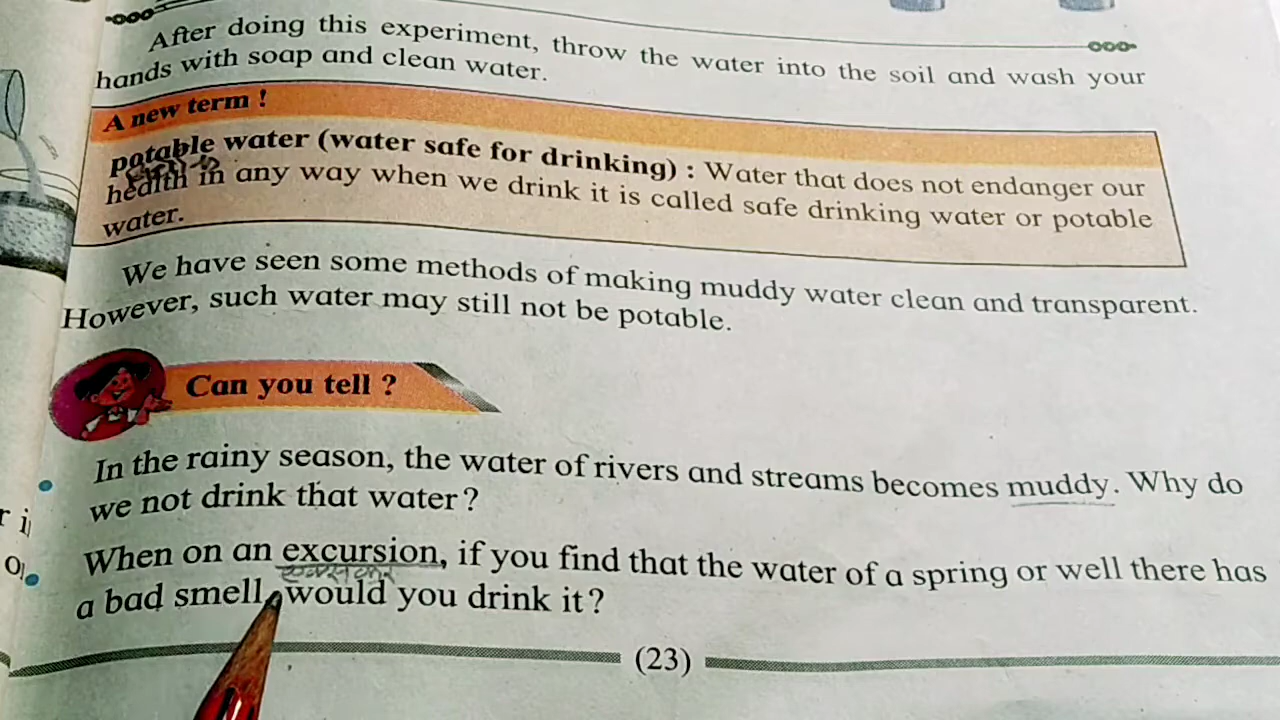 After doing this experiment, throw the water into the soil and wash your
hands with soap and clean water.
A new term !
potable water (water safe for drinking) : Water that does not endanger our
health in any way when we drink it is called safe drinking water or potable
water.
We have seen some methods of making muddy water clean and transparent.
However, such water may still not be potable.
Can you tell ?
In the rainy season, the water of rivers and streams becomes muddy. Why do
we not drink that water?
When on an excursion, if you find that the water of a spring or well there has
a bad smell, would you drink it?
(23)